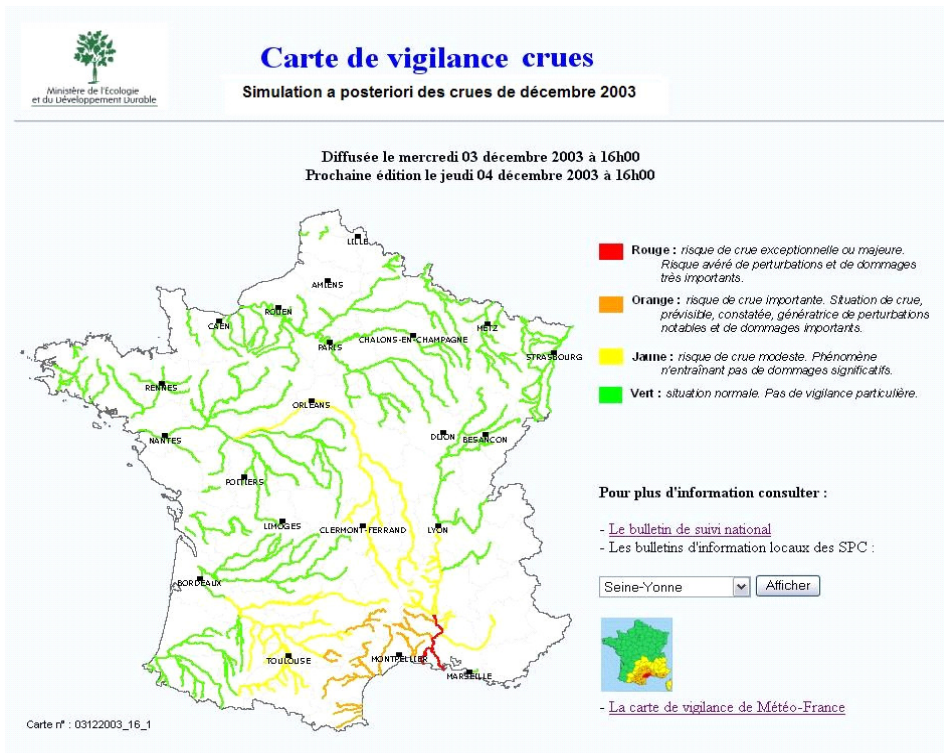 Ministère de l'Ecologie
et du Développement Durable
Carte de vigilance crues
Simulation a posteriori des crues de décembre 2003
Diffusée le mercredi 03 décembre 2003 à 16h00
Prochaine édition le jeudi 04 décembre 2003 à 16h00
LILLE
AMIENS
ROUEN
CAEN
METZ
CHALONS-EN-CHAMPAGNE
PARIS
STRASBOURG
RENNES
ORLEANS
NANTES
DIJON
BESANCON
POITIERS
LIMOGES
CLERMONT-FERRAND
LYON
BORDEAUX
TOULOUSE
MONTPELLIER
MARSEILLE
Carte n° : 03122003_16_1
Rouge : risque de crue exceptionnelle ou majeure.
Risque avéré de perturbations et de dommages
très importants.
Orange : risque de crue importante. Situation de crue,
prévisible, constatée, génératrice de perturbations
notables et de dommages importants.
Jaune : risque de crue modeste. Phénomène
n'entraînant pas de dommages significatifs.
Vert : situation normale. Pas de vigilance particulière.
Pour plus d'information consulter :
- Le bulletin de suivi national
- Les bulletins d'information locaux des SPC :
Seine-Yonne
Afficher
- La carte de vigilance de Météo-France